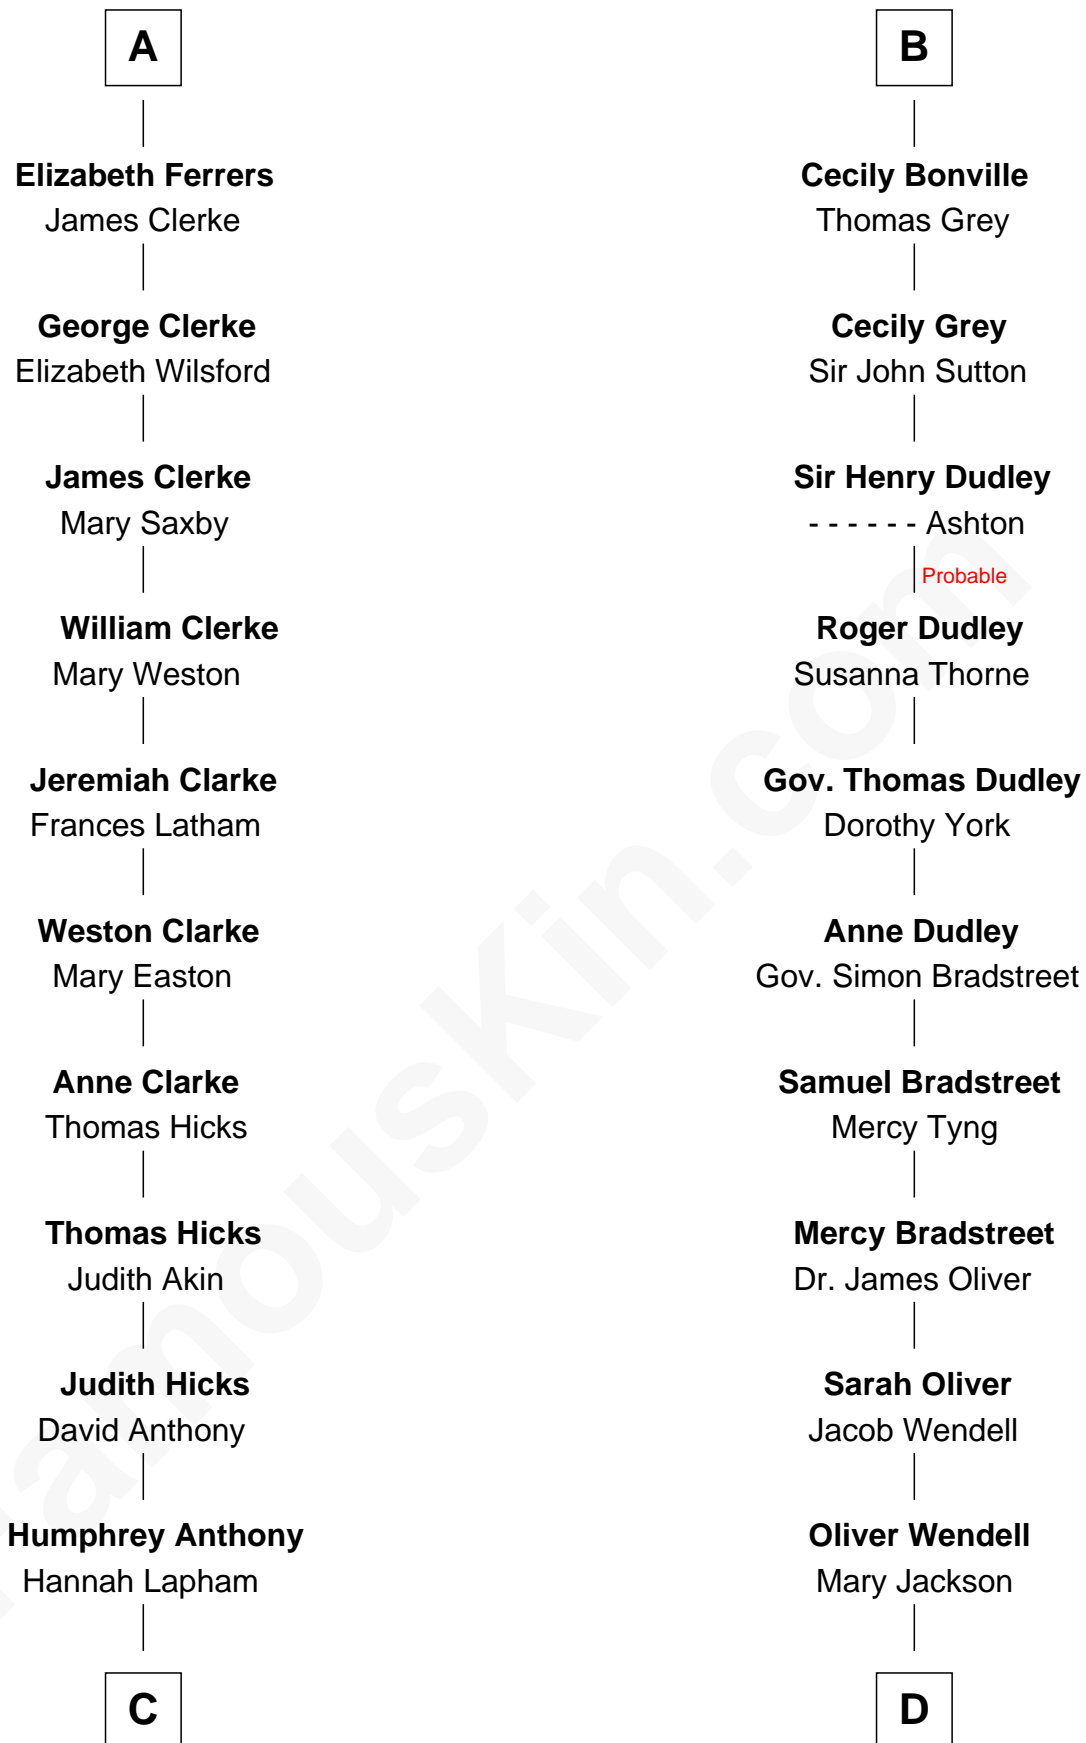 A
Elizabeth Ferrers
James Clerke
George Clerke
Elizabeth Wilsford
James Clerke
Mary Saxby
William Clerke
Mary Weston
Jeremiah Clarke
Frances Latham
Weston Clarke
Mary Easton
Anne Clarke
Thomas Hicks
Thomas Hicks
Judith Akin
Judith Hicks
David Anthony
Humphrey Anthony
Hannah Lapham
C
B
Cecily Bonville
Thomas Grey
Cecily Grey
Sir John Sutton
Sir Henry Dudley
- - - - - - Ashton
Probable
Roger Dudley
Susanna Thorne
Gov. Thomas Dudley
Dorothy York
Anne Dudley
Gov. Simon Bradstreet
Samuel Bradstreet
Mercy Tyng
Mercy Bradstreet
Dr. James Oliver
Sarah Oliver
Jacob Wendell
Oliver Wendell
Mary Jackson
D
FamousKin.com